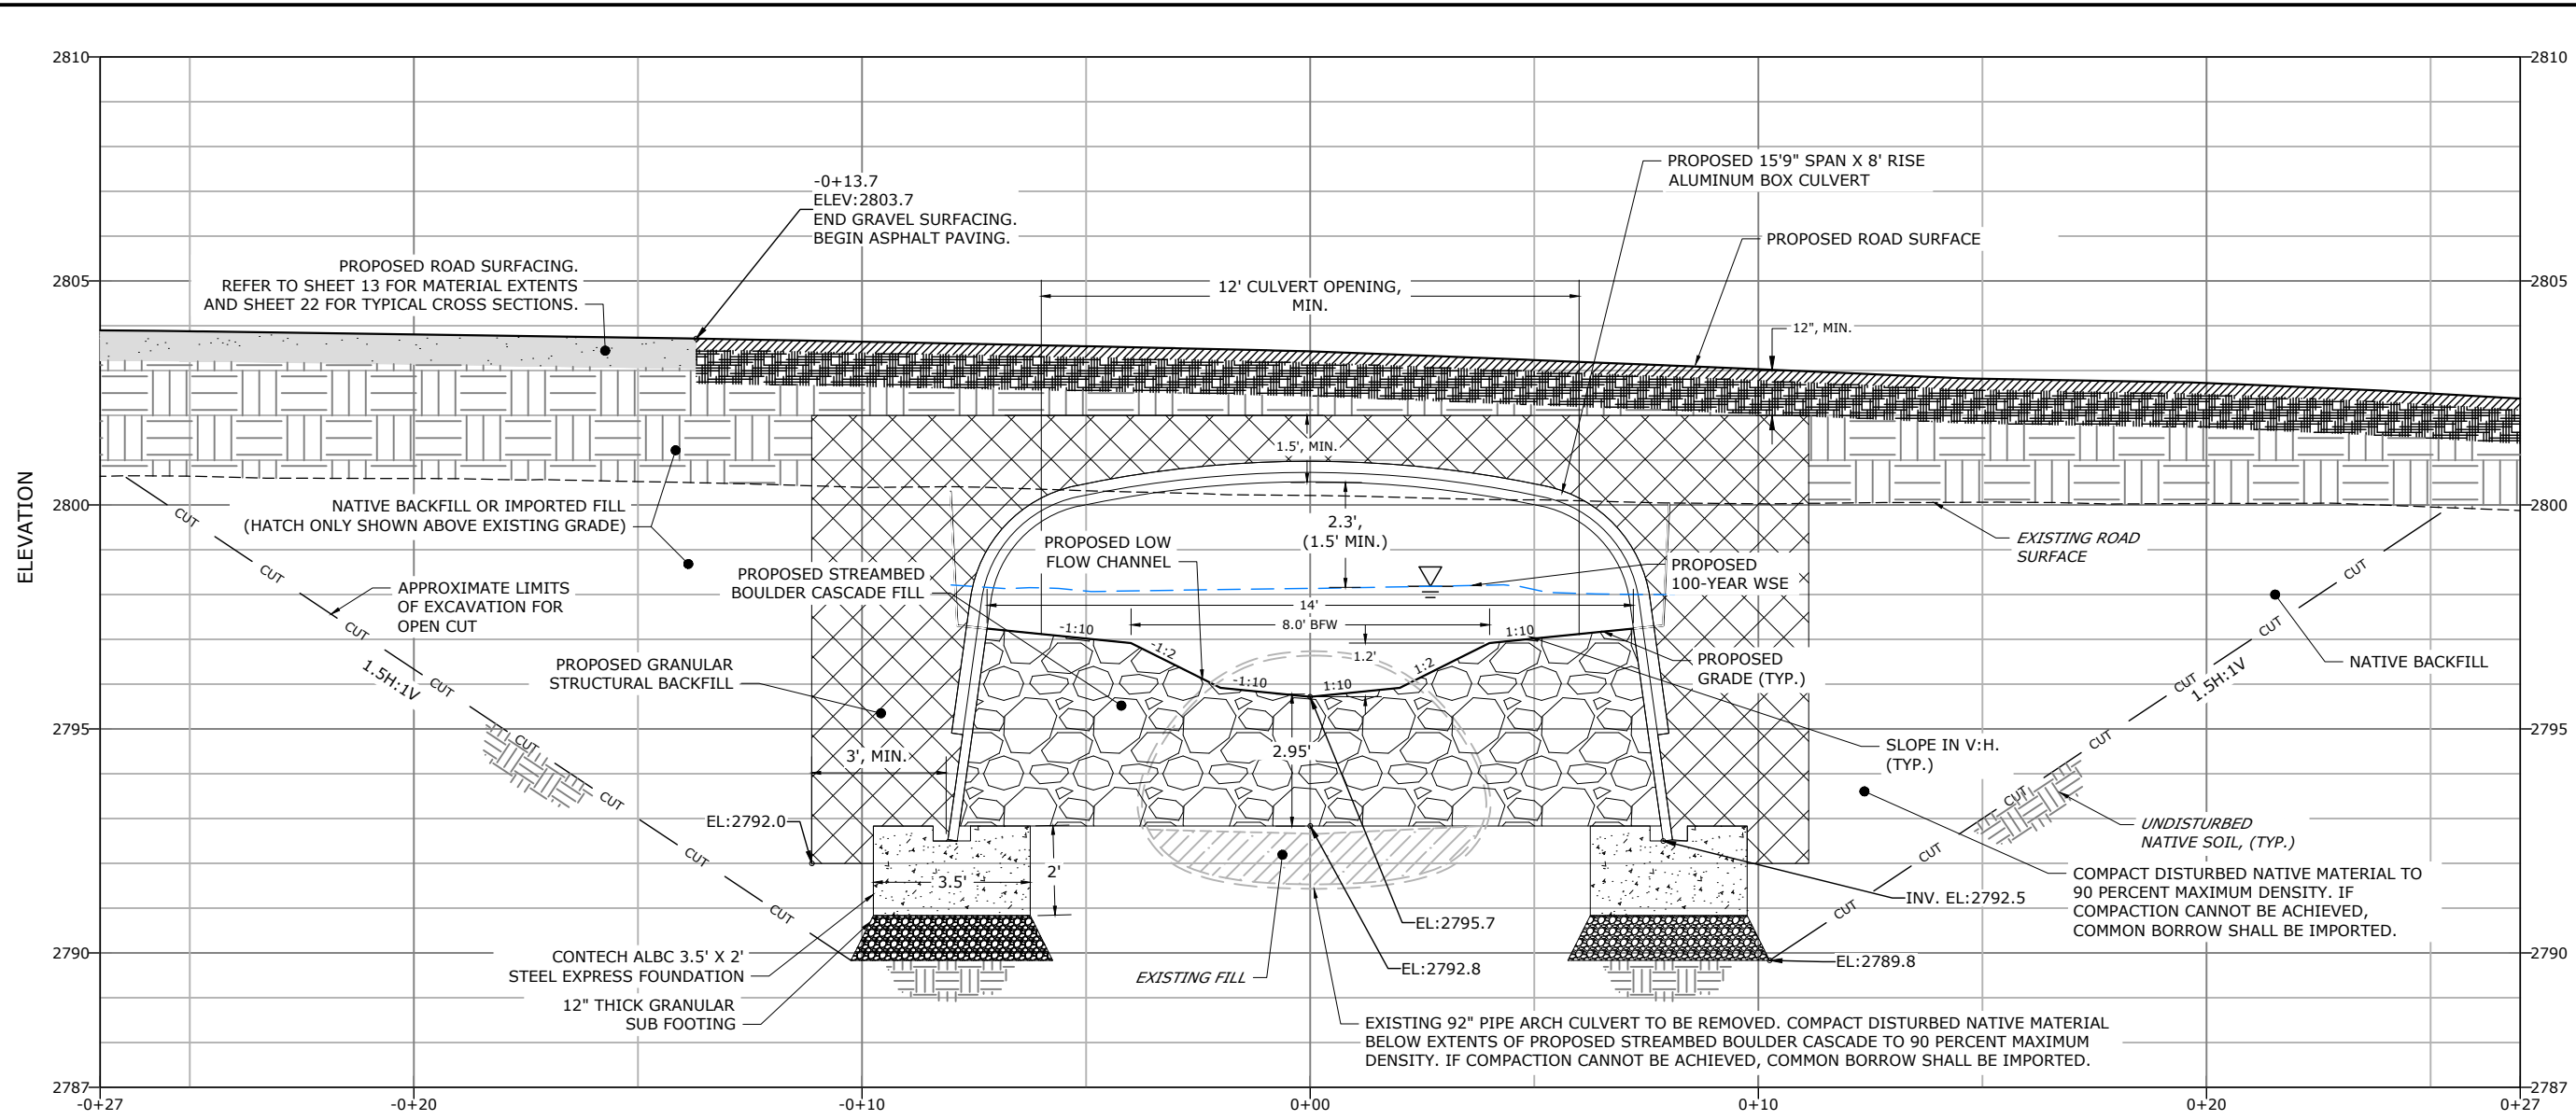 2810
2810
-0+13.7
ELEV:2803.7
END GRAVEL SURFACING.
BEGIN ASPHALT PAVING.
PROPOSED 15'9" SPAN X 8' RISE
ALUMINUM BOX CULVERT
PROPOSED ROAD SURFACE
PROPOSED ROAD SURFACING.
REFER TO SHEET 13 FOR MATERIAL EXTENTS
AND SHEET 22 FOR TYPICAL CROSS SECTIONS.
2805
2805
12' CULVERT OPENING,
MIN.
12", MIN.
1.5', MIN.
ELEVATION
2800
2800
NATIVE BACKFILL OR IMPORTED FILL
(HATCH ONLY SHOWN ABOVE EXISTING GRADE)
2.3',
(1.5' MIN.)
PROPOSED LOW
FLOW CHANNEL
EXISTING ROAD
SURFACE
PROPOSED STREAMBED
BOULDER CASCADE FILL
PROPOSED
100-YEAR WSE
APPROXIMATE LIMITS
OF EXCAVATION FOR
OPEN CUT
CUT
CUT
CUT
CUT
CUT
CUT
CUT
CUT
1.5H:1V
14'
8.0' BFW
-1:10
-1:2
-1:10
1:10
1:2
1:10
1.2'
PROPOSED
GRADE (TYP.)
NATIVE BACKFILL
PROPOSED GRANULAR
STRUCTURAL BACKFILL
CUT
CUT
CUT
CUT
CUT
CUT
CUT
1.5H:1V
2795
2795
3', MIN.
2.95'
SLOPE IN V:H.
(TYP.)
EL:2792.0
UNDISTURBED
NATIVE SOIL, (TYP.)
3.5'
2'
COMPACT DISTURBED NATIVE MATERIAL TO
90 PERCENT MAXIMUM DENSITY. IF
COMPACTION CANNOT BE ACHIEVED,
COMMON BORROW SHALL BE IMPORTED.
INV. EL:2792.5
EL:2795.7
2790
2790
CONTECH ALBC 3.5' X 2'
STEEL EXPRESS FOUNDATION
EXISTING FILL
EL:2792.8
EL:2789.8
12" THICK GRANULAR
SUB FOOTING
EXISTING 92" PIPE ARCH CULVERT TO BE REMOVED. COMPACT DISTURBED NATIVE MATERIAL
BELOW EXTENTS OF PROPOSED STREAMBED BOULDER CASCADE TO 90 PERCENT MAXIMUM
DENSITY. IF COMPACTION CANNOT BE ACHIEVED, COMMON BORROW SHALL BE IMPORTED.
2787
2787
-0+27
-0+20
-0+10
0+00
0+10
0+20
0+27